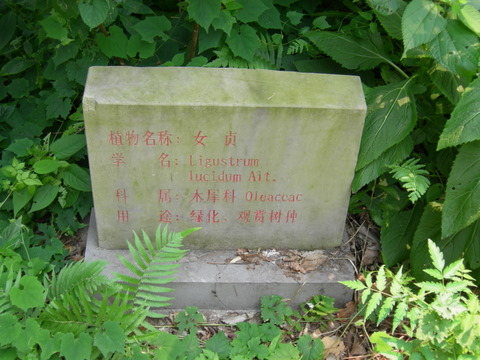 植物名称：女贞
学　名：Ligustrum
lucidum Ait.
科　属：木犀科 Oleacoac
用　途：绿化、观赏树种